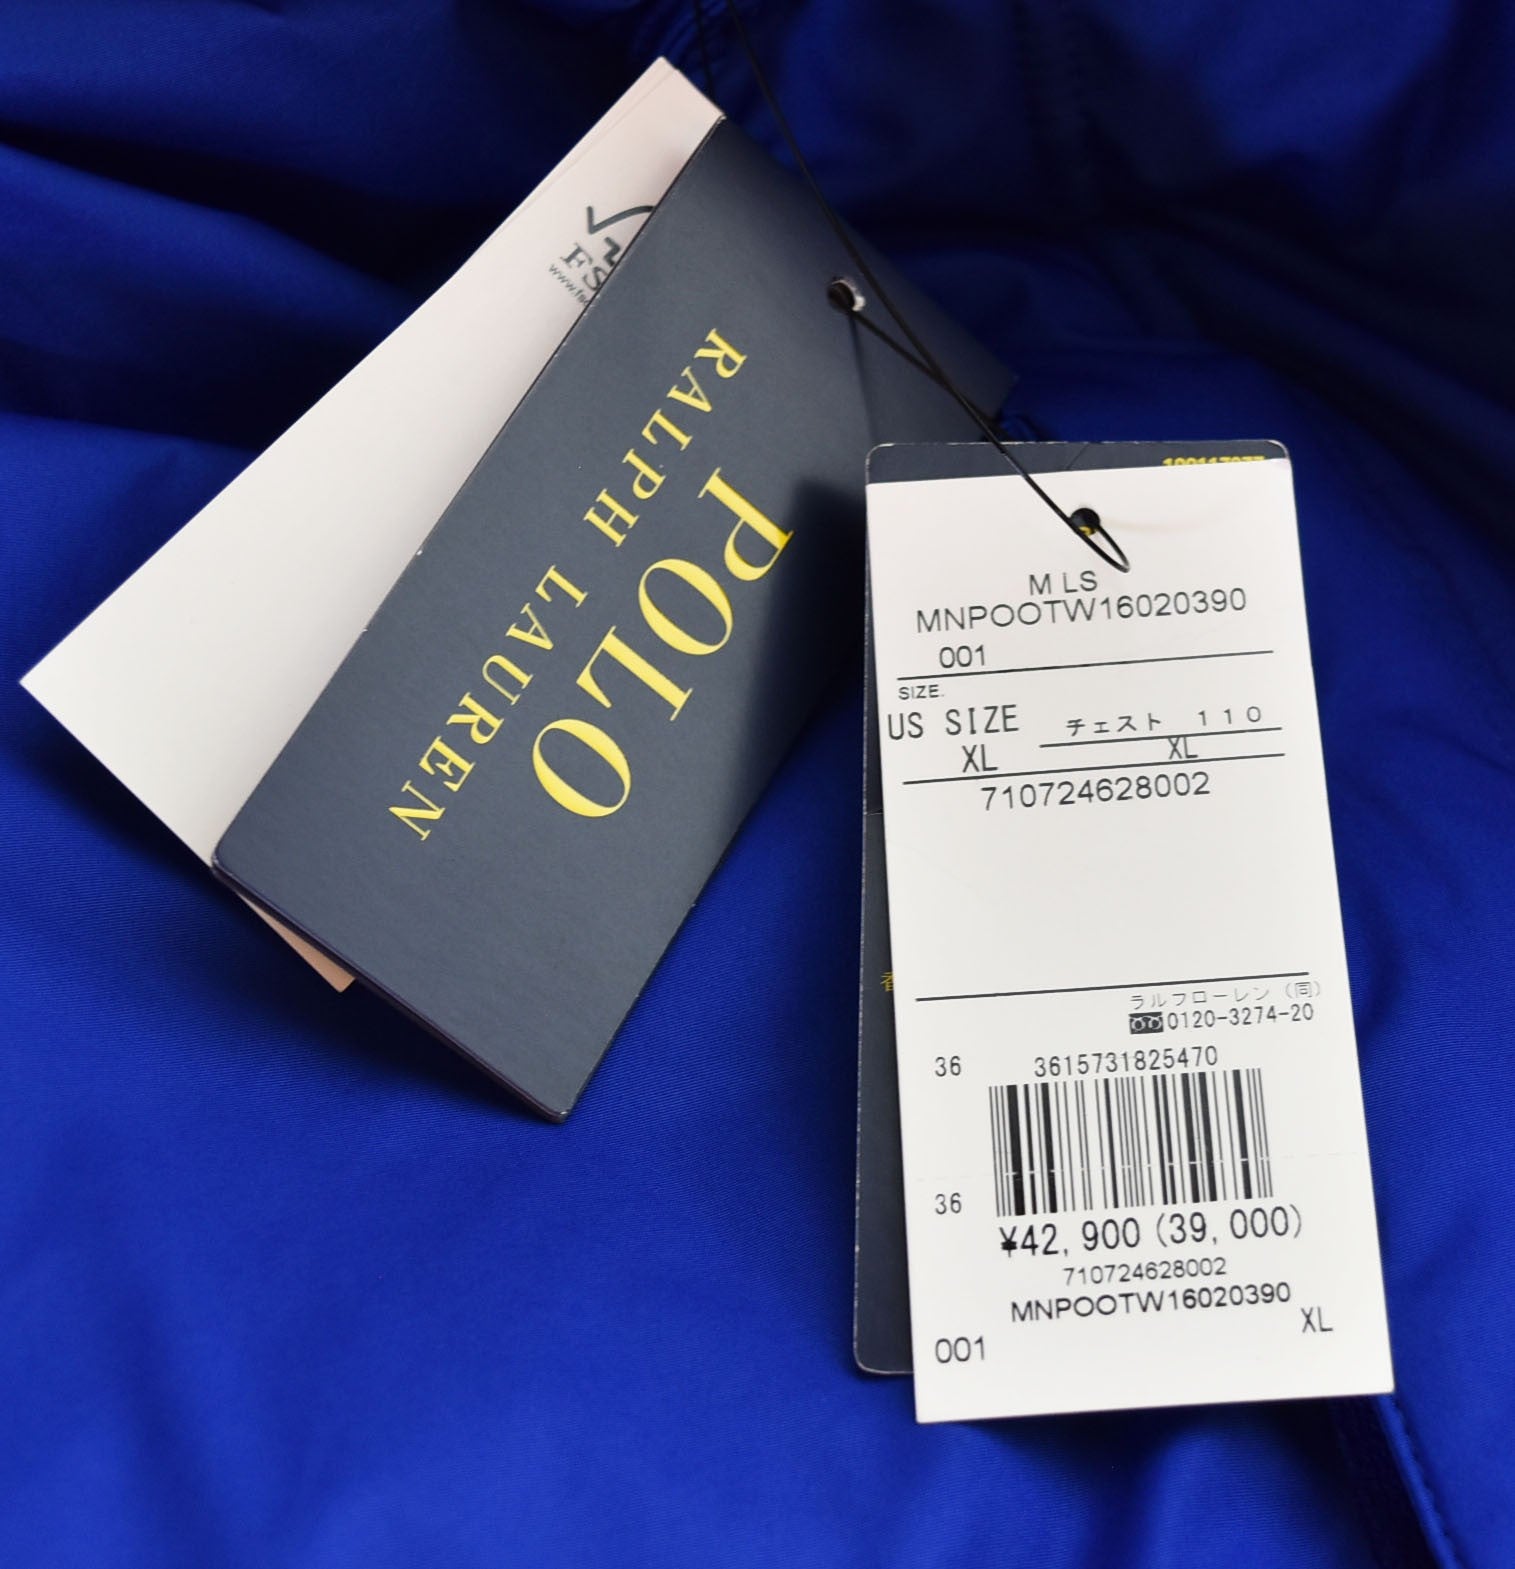 POLO
RALPH LAUREN
M LS
MNPOOTW16020390
001
SIZE.
US SIZE
XL
チェスト 110
XL
710724628002
ラルフローレン（同）
0120-3274-20
36
3615731825470
36
¥42,900 (39,000)
710724628002
MNPOOTW16020390
001
XL